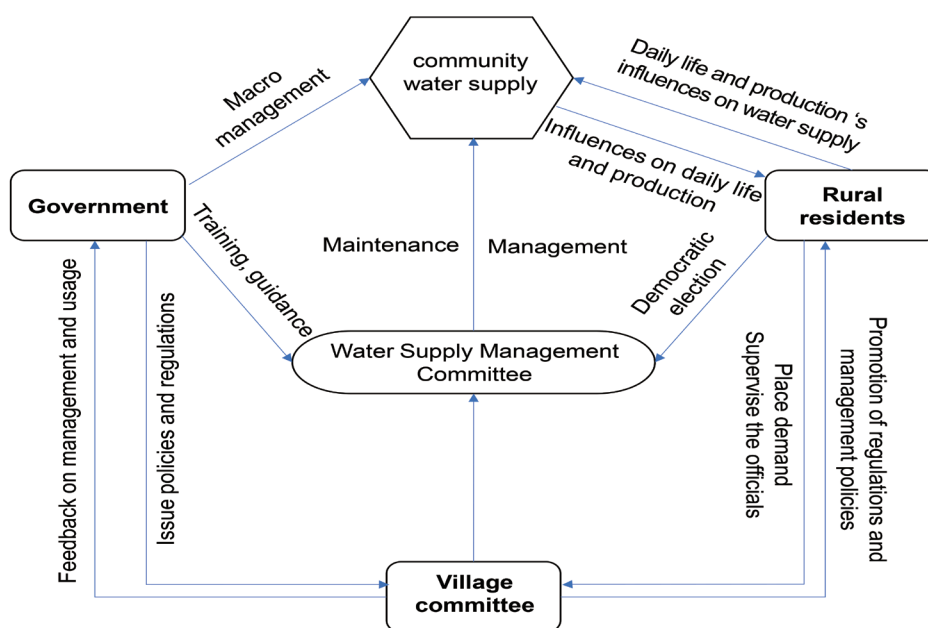 community
water supply
Macro
management
Daily life and production ‘s
influences on water supply
Influences on daily life
and production
Government
Rural
residents
Training, guidance
Maintenance
Management
Democratic
election
Feedback on management and usage
Issue policies and regulations
Water Supply Management
Committee
Place demand
Supervise the officials
Promotion of regulations and
management policies
Village
committee